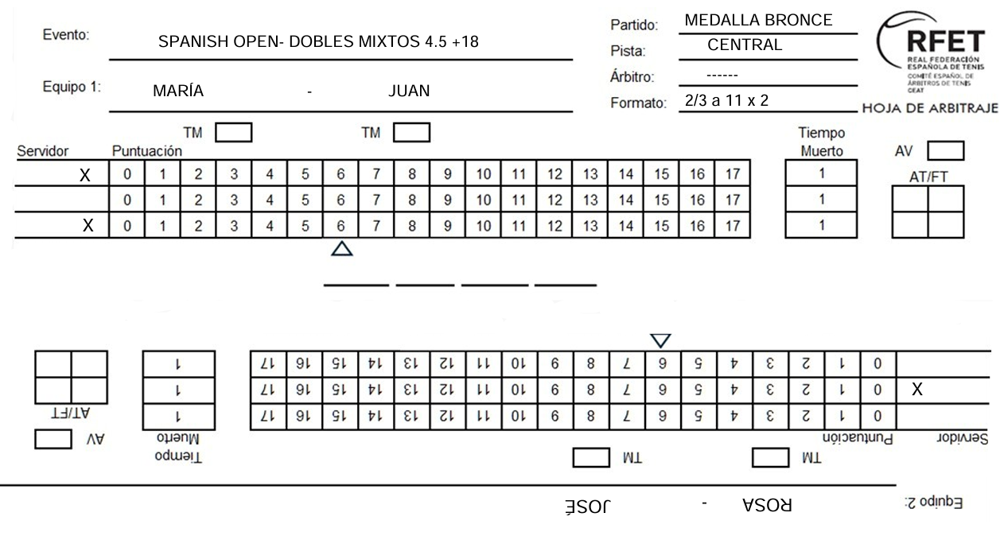 Evento: SPANISH OPEN- DOBLES MIXTOS 4.5 +18
Partido: MEDALLA BRONCE
Pista: CENTRAL
Equipo 1: MARÍA - JUAN
Árbitro: ------
Formato: 2/3 a 11 x 2
RFET
REAL FEDERACIÓN
ESPAÑOLA DE TENIS
COMITÉ ESPAÑOL DE
ÁRBITROS DE TENIS
CEAT
HOJA DE ARBITRAJE
TM TM
Servidor Puntuación
Tiempo
Muerto
AV
AT/FT
X 0 1 2 3 4 5 6 7 8 9 10 11 12 13 14 15 16 17 1
0 1 2 3 4 5 6 7 8 9 10 11 12 13 14 15 16 17 1
X 0 1 2 3 4 5 6 7 8 9 10 11 12 13 14 15 16 17 1
Equipo 2: ROSA - JOSÉ
TM TM
Servidor Puntuación
Tiempo
Muerto
AV
AT/FT
0 1 2 3 4 5 6 7 8 9 10 11 12 13 14 15 16 17 1
X 0 1 2 3 4 5 6 7 8 9 10 11 12 13 14 15 16 17 1
0 1 2 3 4 5 6 7 8 9 10 11 12 13 14 15 16 17 1